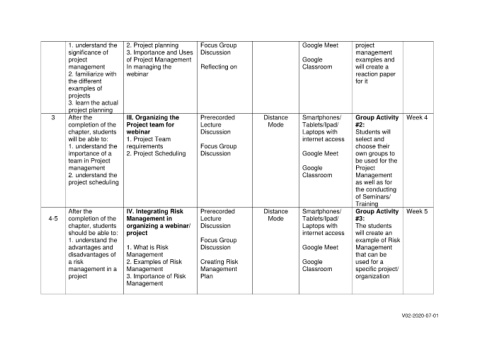 1. understand the
significance of
project
management
2. familiarize with
the different
examples of
projects
3. learn the actual
project planning
2. Project planning
3. Importance and Uses
of Project Management
In managing the
webinar
Focus Group
Discussion
Reflecting on
Google Meet
Google
Classroom
project
management
examples and
will create a
reaction paper
for it
3
After the
completion of the
chapter, students
will be able to:
1. understand the
importance of a
team in Project
management
2. understand the
project scheduling
III. Organizing the
Project team for
webinar
1. Project Team
requirements
2. Project Scheduling
Prerecorded
Lecture
Discussion
Focus Group
Discussion
Distance
Mode
Smartphones/
Tablets/Ipad/
Laptops with
internet access
Google Meet
Google
Classroom
Group Activity
#2:
Students will
select and
choose their
own groups to
be used for the
Project
Management
as well as for
the conducting
of Seminars/
Training
Week 4
4-5
After the
completion of the
chapter, students
should be able to:
1. understand the
advantages and
disadvantages of
a risk
management in a
project
IV. Integrating Risk
Management in
organizing a webinar/
project
1. What is Risk
Management
2. Examples of Risk
Management
3. Importance of Risk
Management
Prerecorded
Lecture
Discussion
Focus Group
Discussion
Creating Risk
Management
Plan
Distance
Mode
Smartphones/
Tablets/Ipad/
Laptops with
internet access
Google Meet
Google
Classroom
Group Activity
#3:
The students
will create an
example of Risk
Management
that can be
used for a
specific project/
organization
Week 5
V02-2020-07-01